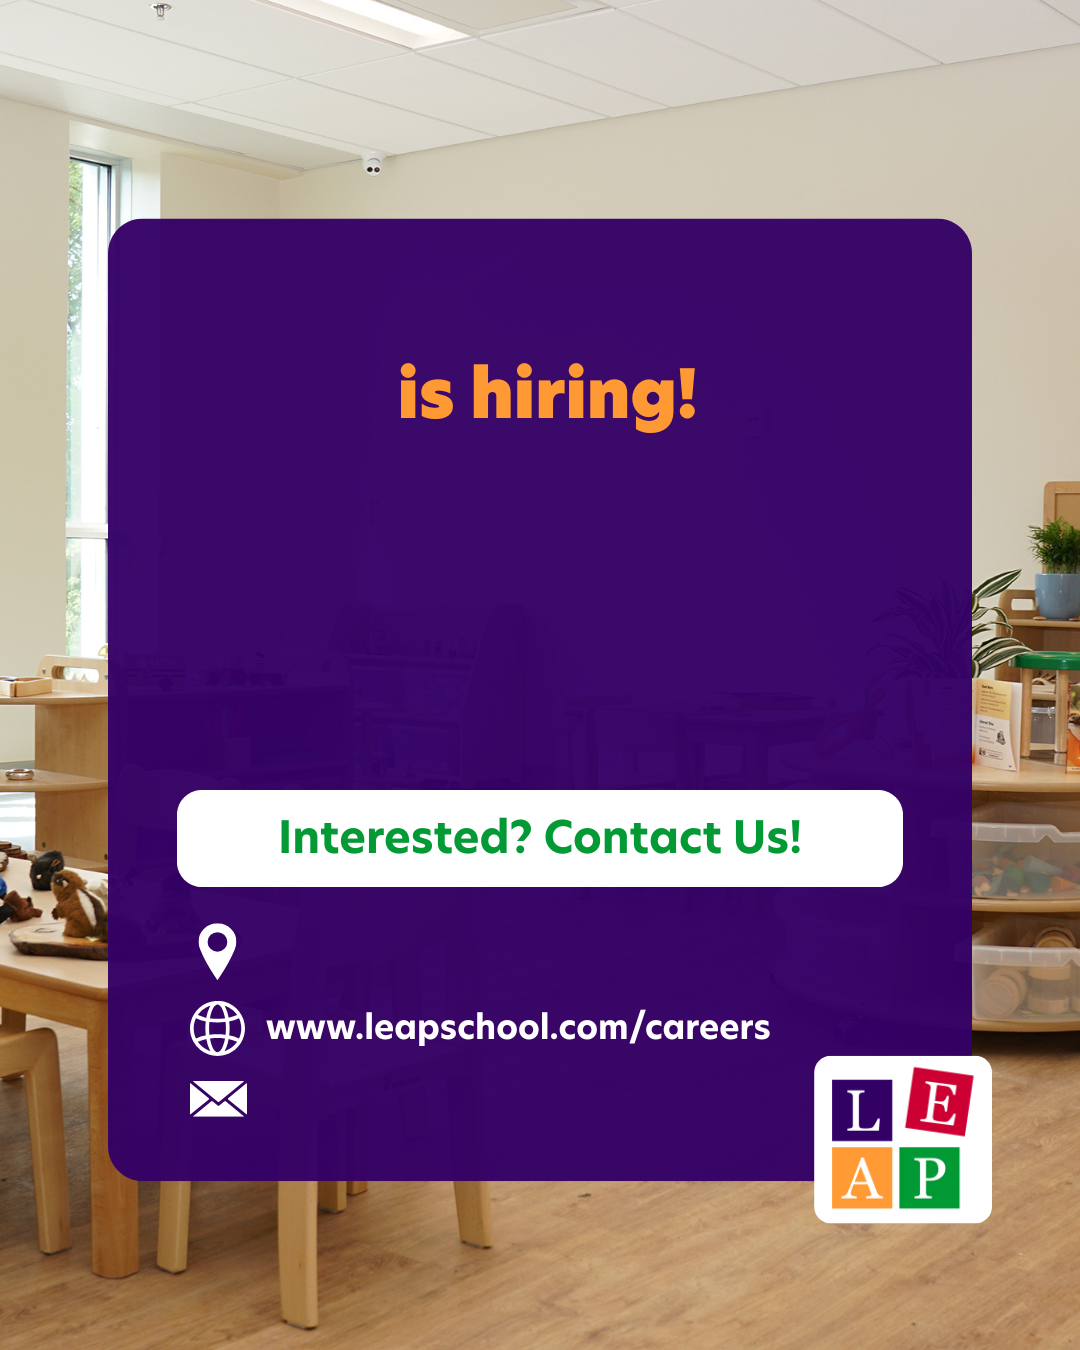 is hiring!
Interested? Contact Us!
www.leapschool.com/careers
L E
A P